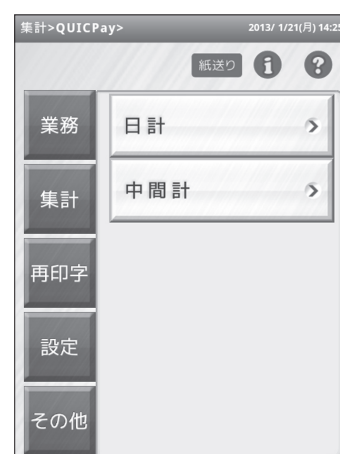 集計>QUICPay>
2013/ 1/21(月) 14:25
紙送り
業務
日計
中間計
集計
再印字
設定
その他